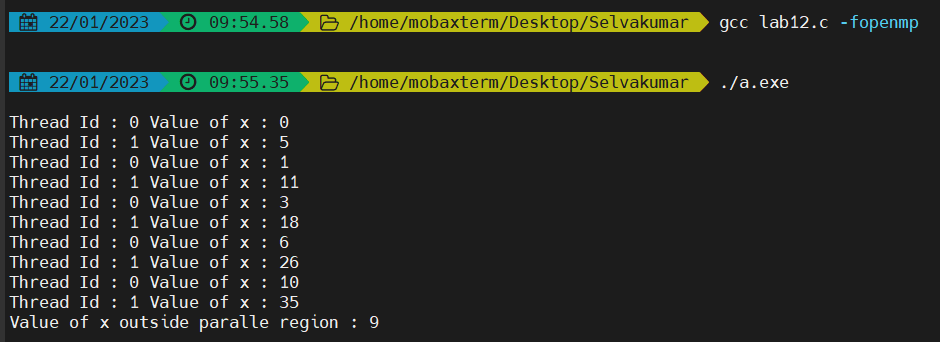 22/01/2023 09:54.58 /home/mobaxterm/Desktop/Selvakumar gcc lab12.c -fopenmp
22/01/2023 09:55.35 /home/mobaxterm/Desktop/Selvakumar ./a.exe
Thread Id : 0 Value of x : 0
Thread Id : 1 Value of x : 5
Thread Id : 0 Value of x : 1
Thread Id : 1 Value of x : 11
Thread Id : 0 Value of x : 3
Thread Id : 1 Value of x : 18
Thread Id : 0 Value of x : 6
Thread Id : 1 Value of x : 26
Thread Id : 0 Value of x : 10
Thread Id : 1 Value of x : 35
Value of x outside paralle region : 9